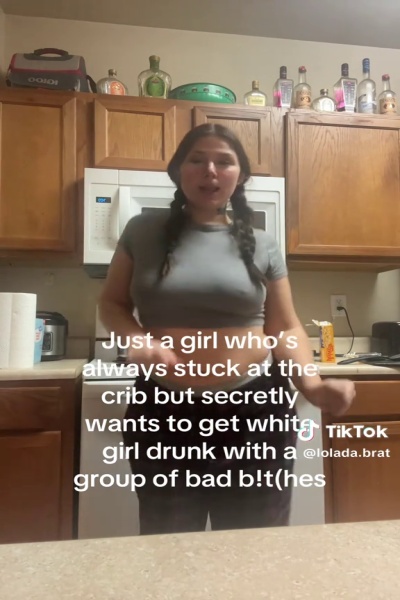 Just a girl who's
always stuck at the
crib but secretly
wants to get white
girl drunk with a
group of bad b!t(hes
TikTok
@lolada.brat